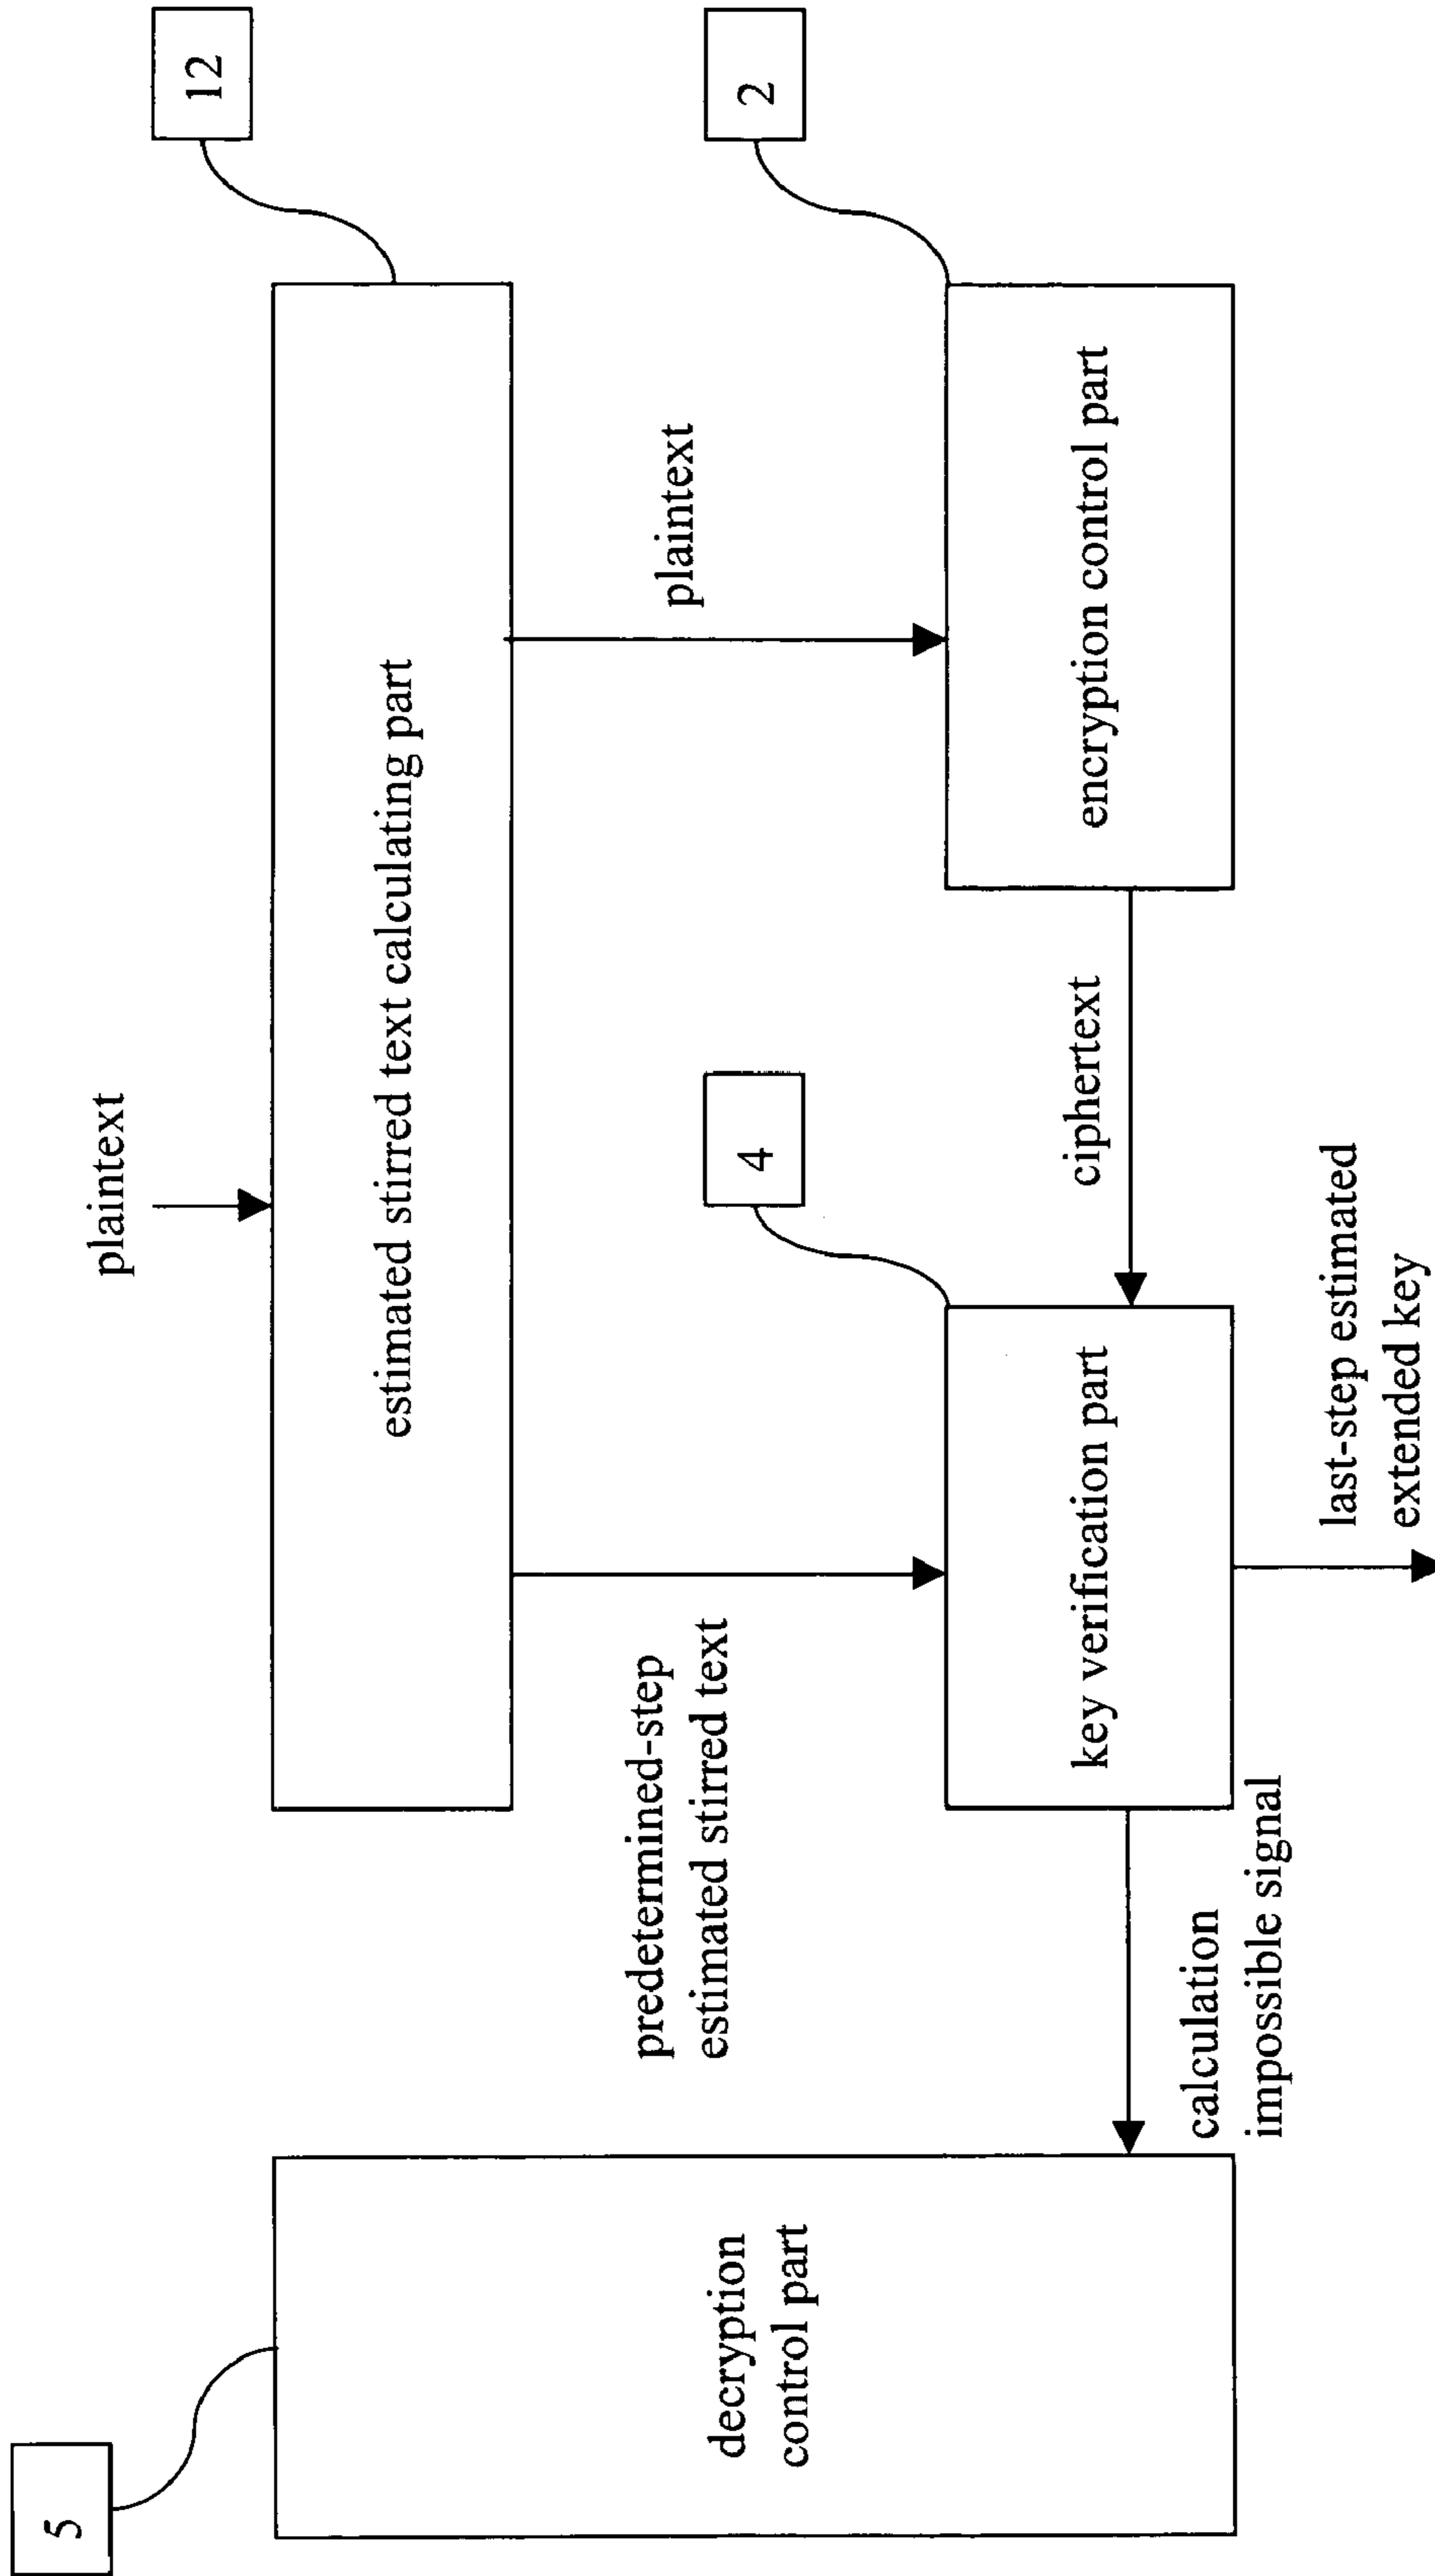 5
decryption
control part
calculation
impossible signal
predetermined-step
estimated stirred text
key verification part
4
last-step estimated
extended key
plaintext
estimated stirred text calculating part
ciphertext
plaintext
encryption control part
12
2